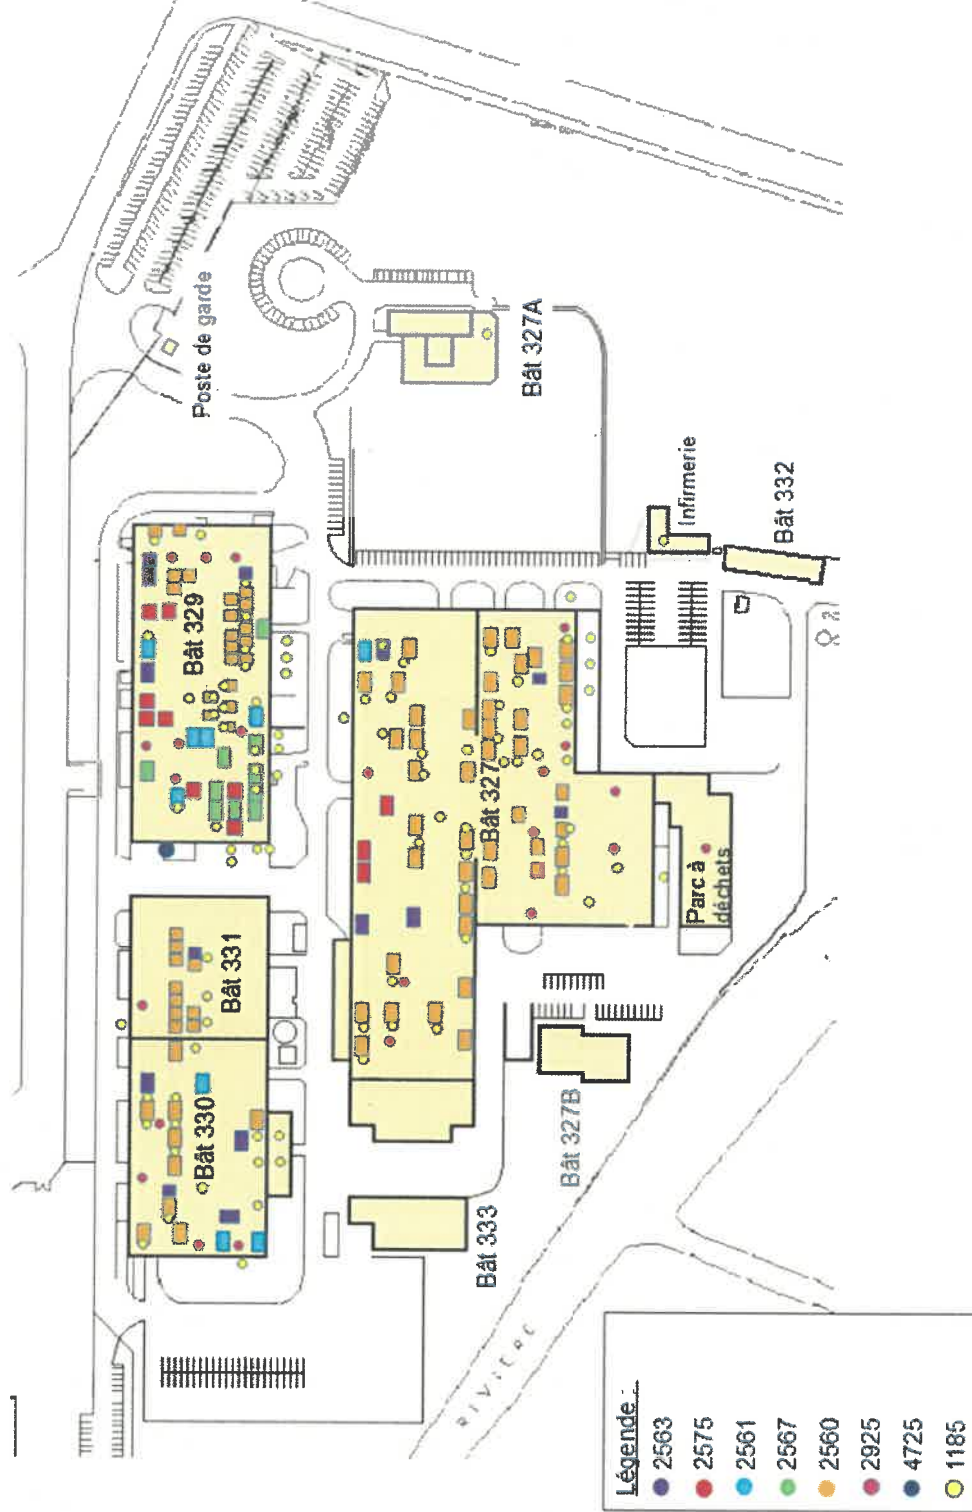 Poste de garde
Bât 327A
Infirmerie
Bât 332
Bât 329
Bât 327
Parc à
déchets
Bât 331
Bât 330
Bât 327B
Bât 333
RIVIERE
Légende :
2563
2575
2561
2567
2560
2925
4725
1185